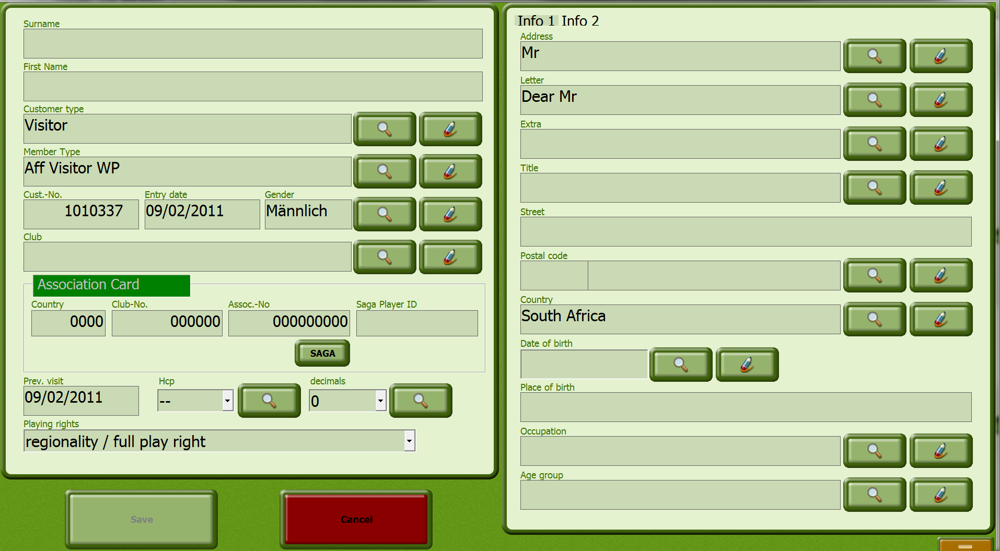 Surname
First Name
Customer type
Visitor
Member Type
Aff Visitor WP
Cust.-No. Entry date Gender
1010337 09/02/2011 Männlich
Club
Association Card
Country Club-No. Assoc.-No Saga Player ID
0000 000000 000000000
SAGA
Prev. visit Hcp decimals
09/02/2011 -- 0
Playing rights
regionality / full play right
Save Cancel
Info 1 Info 2
Address
Mr
Letter
Dear Mr
Extra
Title
Street
Postal code
Country
South Africa
Date of birth
Place of birth
Occupation
Age group